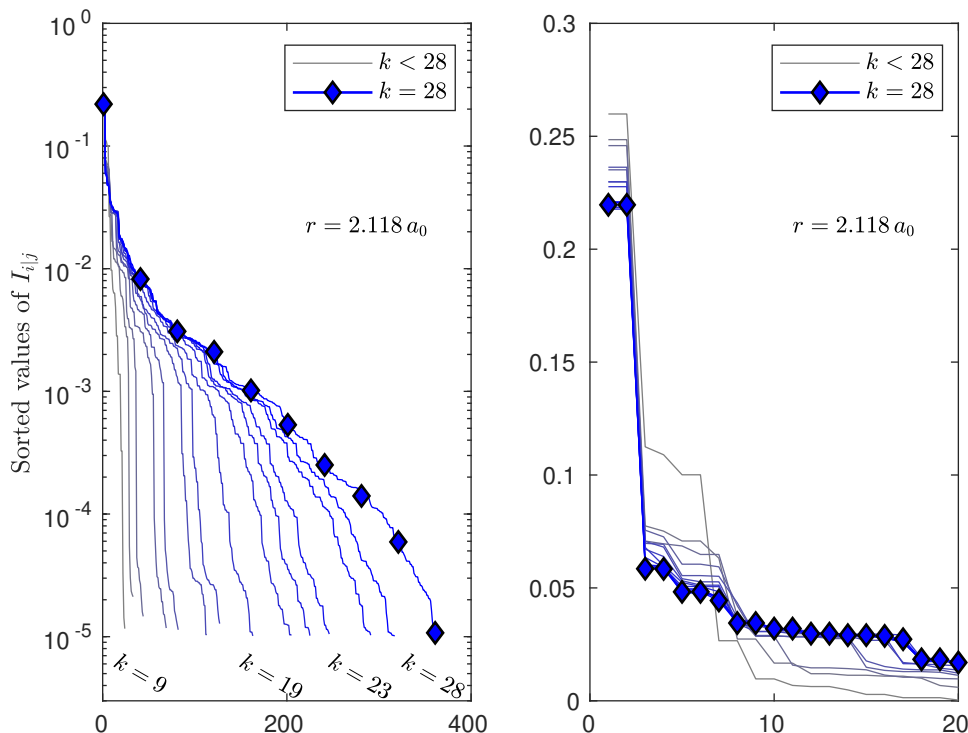 10^0
10^{-1}
10^{-2}
10^{-3}
10^{-4}
10^{-5}
Sorted values of I_{i|j}
k < 28
k = 28
r = 2.118 a_0
k = 9
k = 19
k = 23
k = 28
0 200 400
0.3
0.25
0.2
0.15
0.1
0.05
0
k < 28
k = 28
r = 2.118 a_0
0 10 20